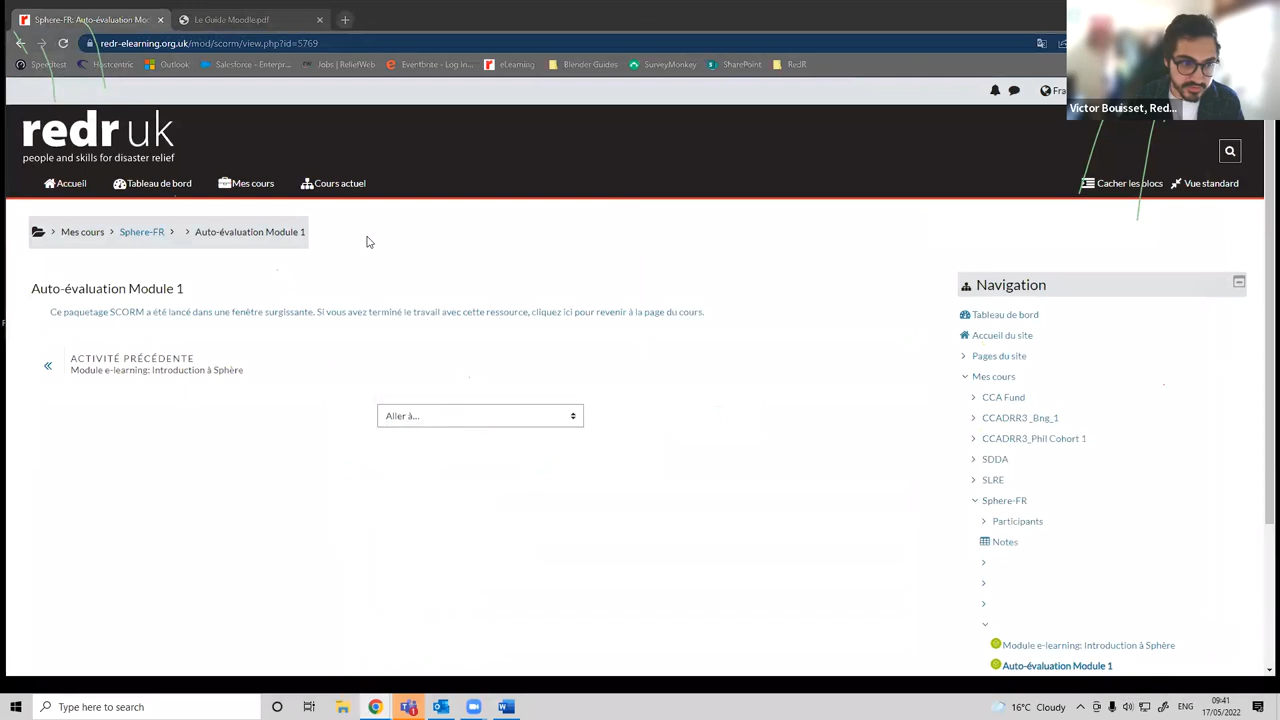 Sphere-FR: Auto-évaluation Mo
Le Guide Moodle.pdf
redr-elearning.org.uk/mod/scorm/view.php?id=5769
Speedtest
Hostcentric
Outlook
Salesforce - Enterpr...
Jobs | ReliefWeb
Eventbrite - Log In...
eLearning
Blender Guides
SurveyMonkey
SharePoint
RedR
Fra
Victor Bouisset, Red...
redr uk
people and skills for disaster relief
Accueil
Tableau de bord
Mes cours
Cours actuel
Cacher les blocs
Vue standard
Mes cours
Sphere-FR
Auto-évaluation Module 1
Auto-évaluation Module 1
Ce paquetage SCORM a été lancé dans une fenêtre surgissante. Si vous avez terminé le travail avec cette ressource, cliquez ici pour revenir à la page du cours.
ACTIVITÉ PRÉCÉDENTE
Module e-learning: Introduction à Sphère
Aller à...
Navigation
Tableau de bord
Accueil du site
Pages du site
Mes cours
CCA Fund
CCADRR3 _Bng_1
CCADRR3_Phil Cohort 1
SDDA
SLRE
Sphere-FR
Participants
Notes
Module e-learning: Introduction à Sphère
Auto-évaluation Module 1
Type here to search
16°C Cloudy
ENG
09:41
17/05/2022